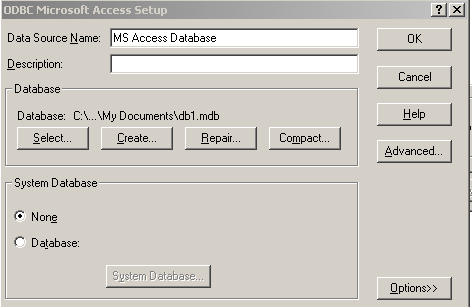 ODBC Microsoft Access Setup
Data Source Name: MS Access Database
Description:
Database
Database: C:\...\My Documents\db1.mdb
Select... Create... Repair... Compact...
System Database
None
Database:
System Database...
OK
Cancel
Help
Advanced...
Options>>